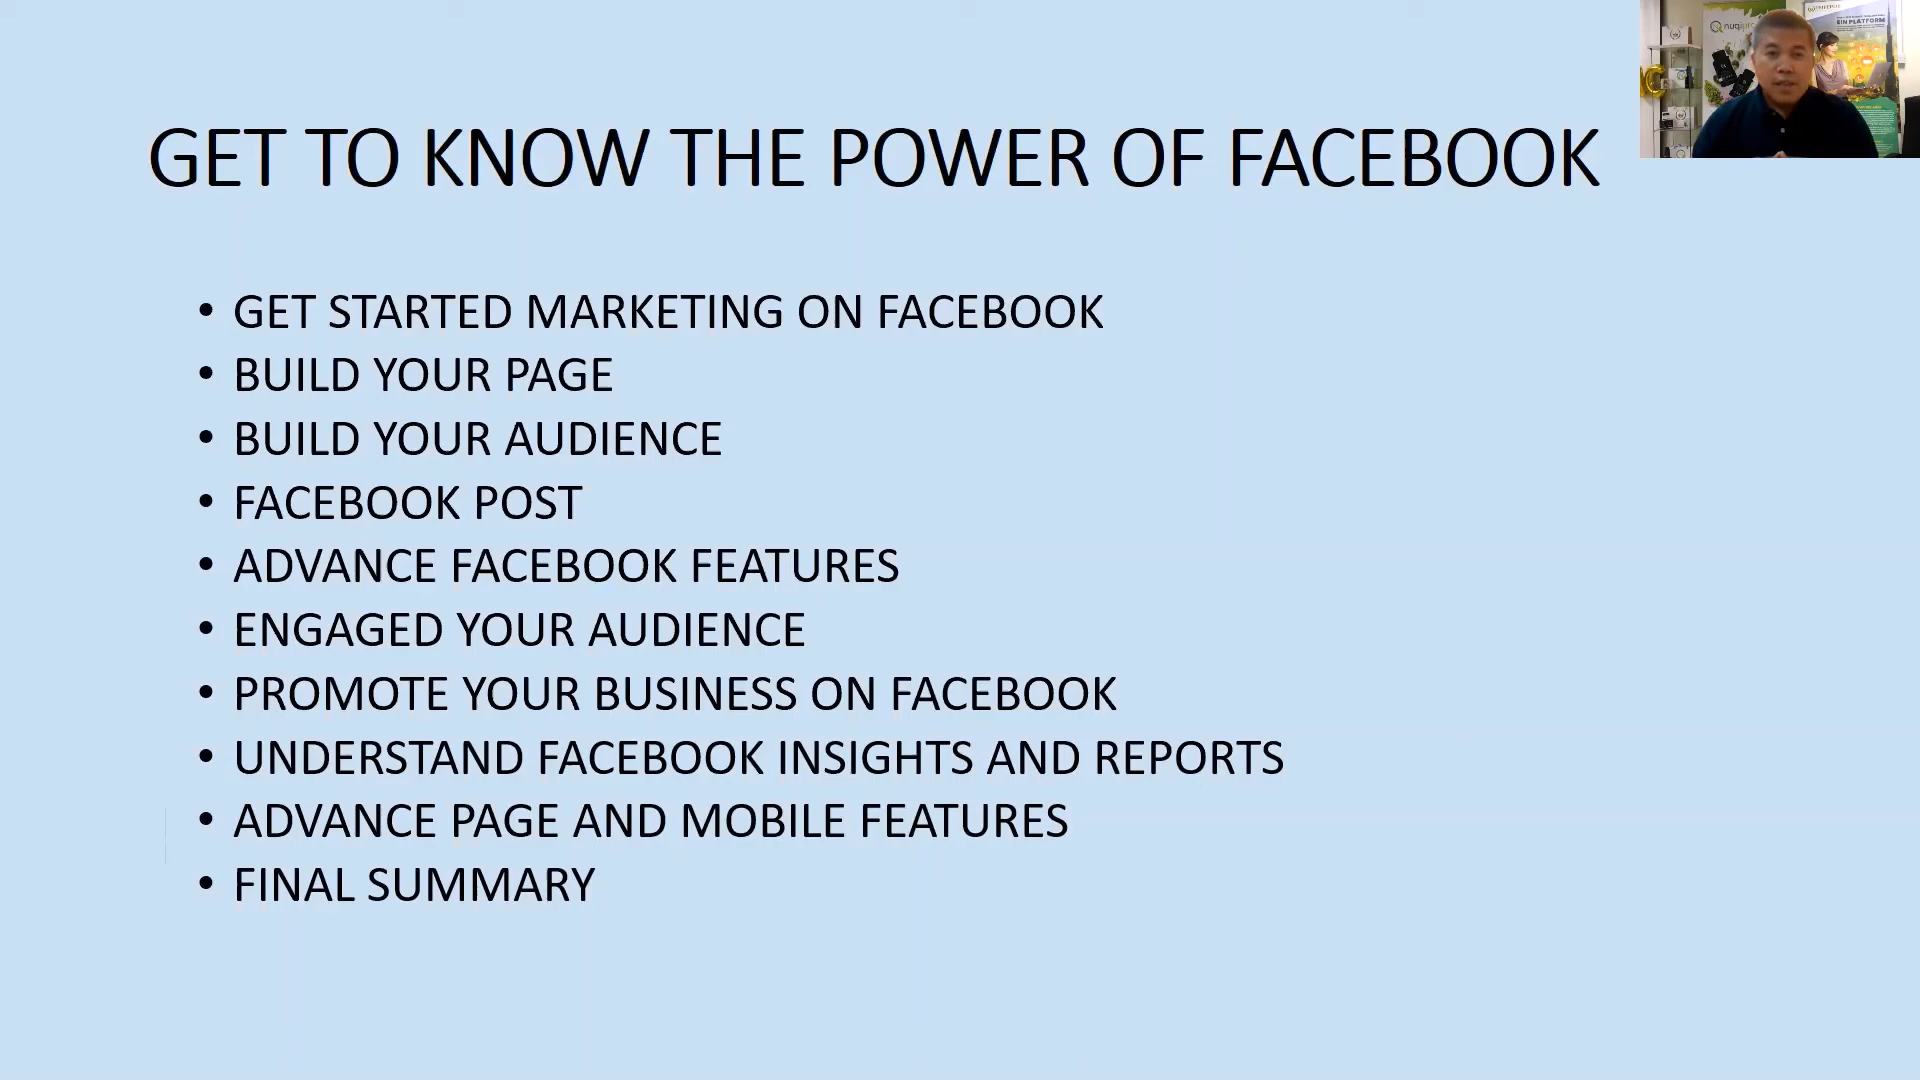 GET TO KNOW THE POWER OF FACEBOOK
• GET STARTED MARKETING ON FACEBOOK
• BUILD YOUR PAGE
• BUILD YOUR AUDIENCE
• FACEBOOK POST
• ADVANCE FACEBOOK FEATURES
• ENGAGED YOUR AUDIENCE
• PROMOTE YOUR BUSINESS ON FACEBOOK
• UNDERSTAND FACEBOOK INSIGHTS AND REPORTS
• ADVANCE PAGE AND MOBILE FEATURES
• FINAL SUMMARY
EIN PLATFORM